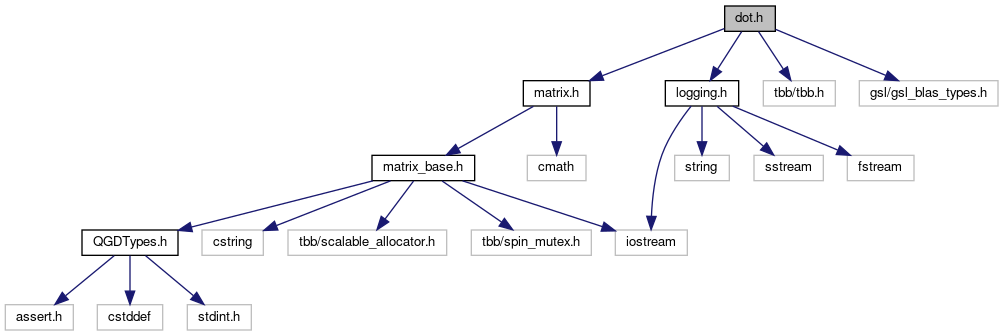 dot.h
matrix.h
logging.h
tbb/tbb.h
gsl/gsl_blas_types.h
matrix_base.h
cmath
string
sstream
fstream
QGDTypes.h
cstring
tbb/scalable_allocator.h
tbb/spin_mutex.h
iostream
assert.h
cstddef
stdint.h